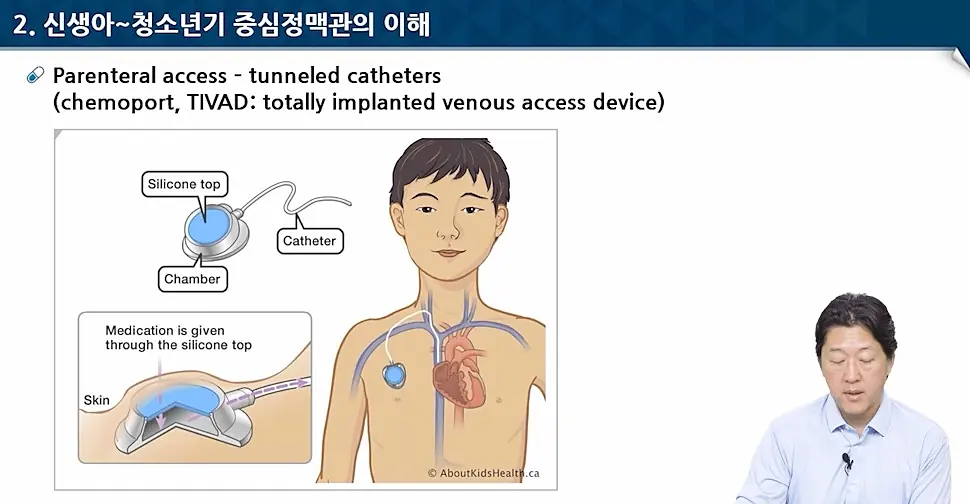 2. 신생아~청소년기 중심정맥관의 이해
Parenteral access - tunneled catheters
(chemoport, TIVAD: totally implanted venous access device)
Silicone top
Catheter
Chamber
Medication is given
through the silicone top
Skin
© AboutKidsHealth.ca